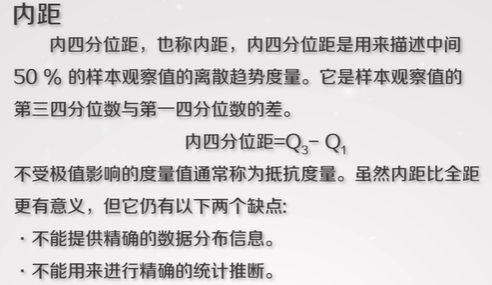 内距
内四分位距，也称内距，内四分位距是用来描述中间
50 % 的样本观察值的离散趋势度量。它是样本观察值的
第三四分位数与第一四分位数的差。
内四分位距=Q₃- Q₁
不受极值影响的度量值通常称为抵抗度量。虽然内距比全距
更有意义，但它仍有以下两个缺点:
·不能提供精确的数据分布信息。
·不能用来进行精确的统计推断。